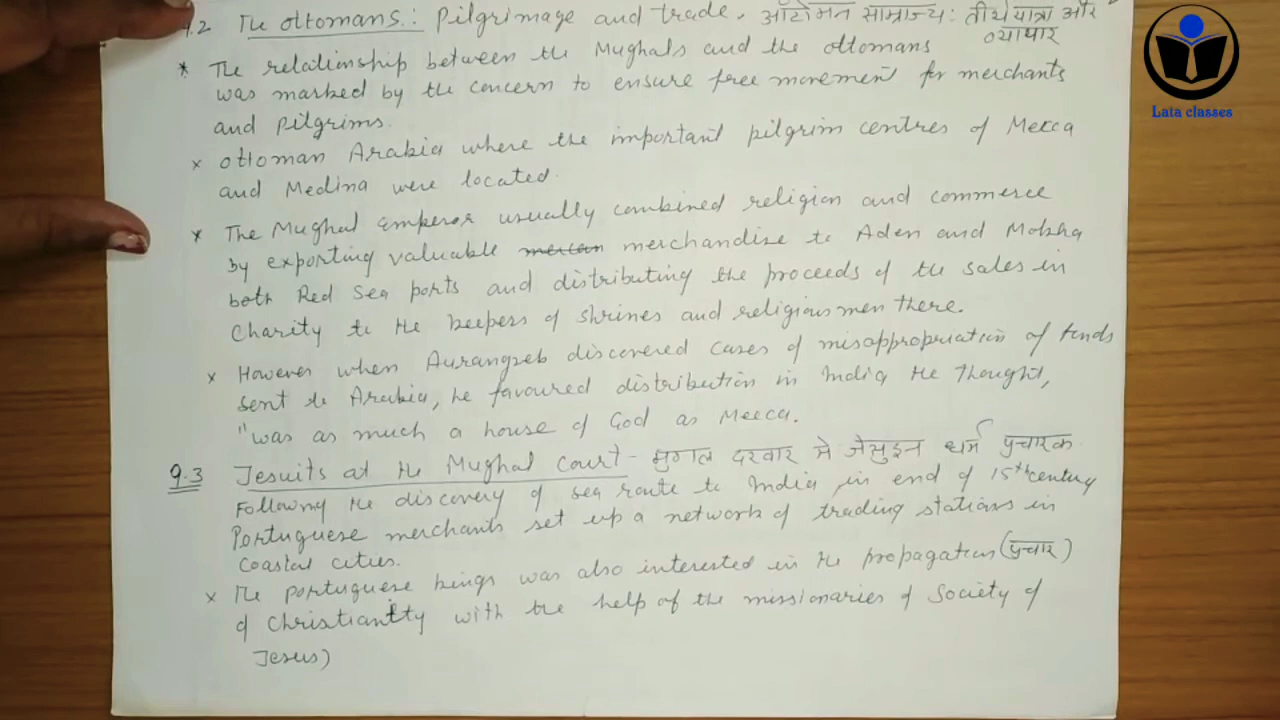 9.2 The Ottomans: Pilgrimage and trade. ऑटोमन साम्राज्य: तीर्थयात्रा और
व्यापार
* The relationship between the Mughals and the Ottomans
was marked by the concern to ensure free movement for merchants
and pilgrims.
x Ottoman Arabia where the important pilgrim centres of Mecca
and Medina were located.
* The Mughal emperor usually combined religion and commerce
by exporting valuable merchandise to Aden and Mokha
both Red Sea ports and distributing the proceeds of the sales in
Charity to the keepers of shrines and religious men there.
x However when Aurangzeb discovered cases of misappropriation of funds
sent to Arabia, he favoured distribution in India he thought,
"was as much a house of God as Mecca.
9.3 Jesuits at the Mughal court - मुगल दरबार मे जेसुइन धर्म प्रचारक
Following the discovery of sea route to India in end of 15th century
Portuguese merchants set up a network of trading stations in
Coastal cities.
x The Portuguese kings was also interested in the propagation (प्रचार)
of Christianity with the help of the missionaries of Society of
Jesus)
Lata classes